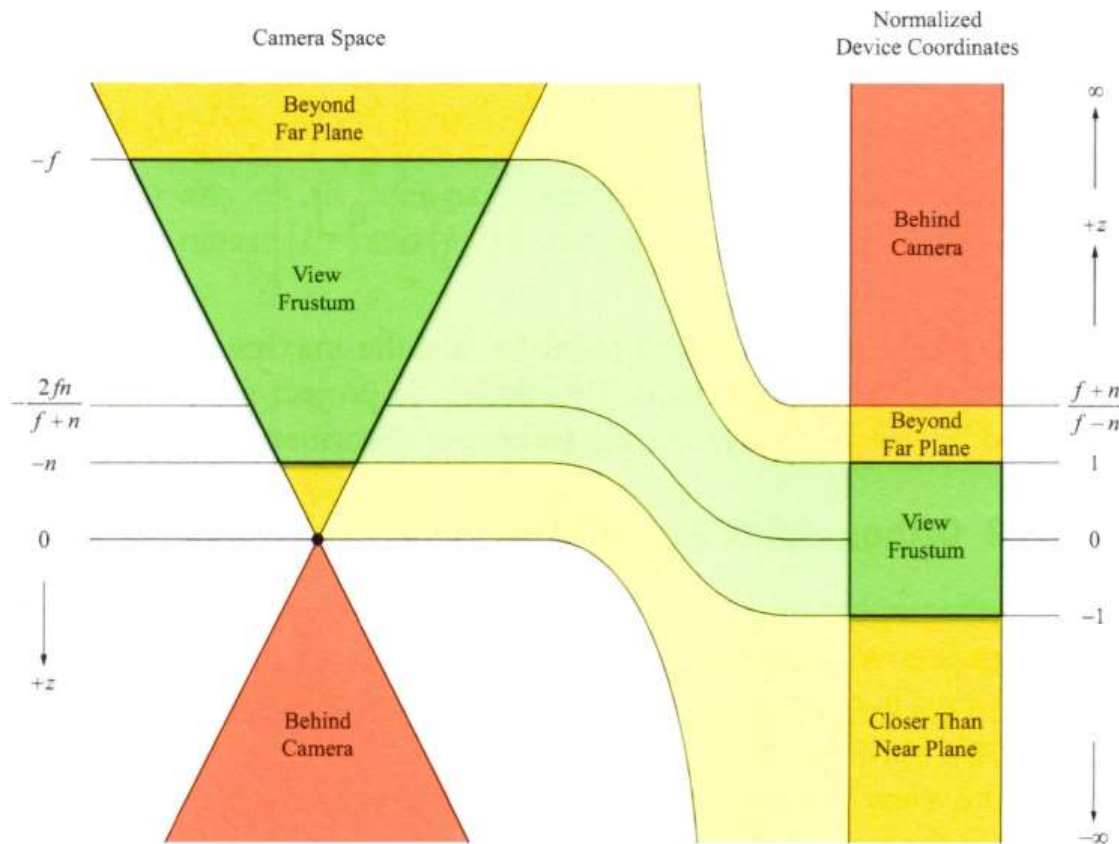 Camera Space
Normalized
Device Coordinates
Beyond
Far Plane
−f
View
Frustum
−2fn/(f + n)
−n
0
+z
Behind
Camera
Behind
Camera
Beyond
Far Plane
View
Frustum
Closer Than
Near Plane
∞
+z
(f + n)/(f − n)
1
0
−1
−∞